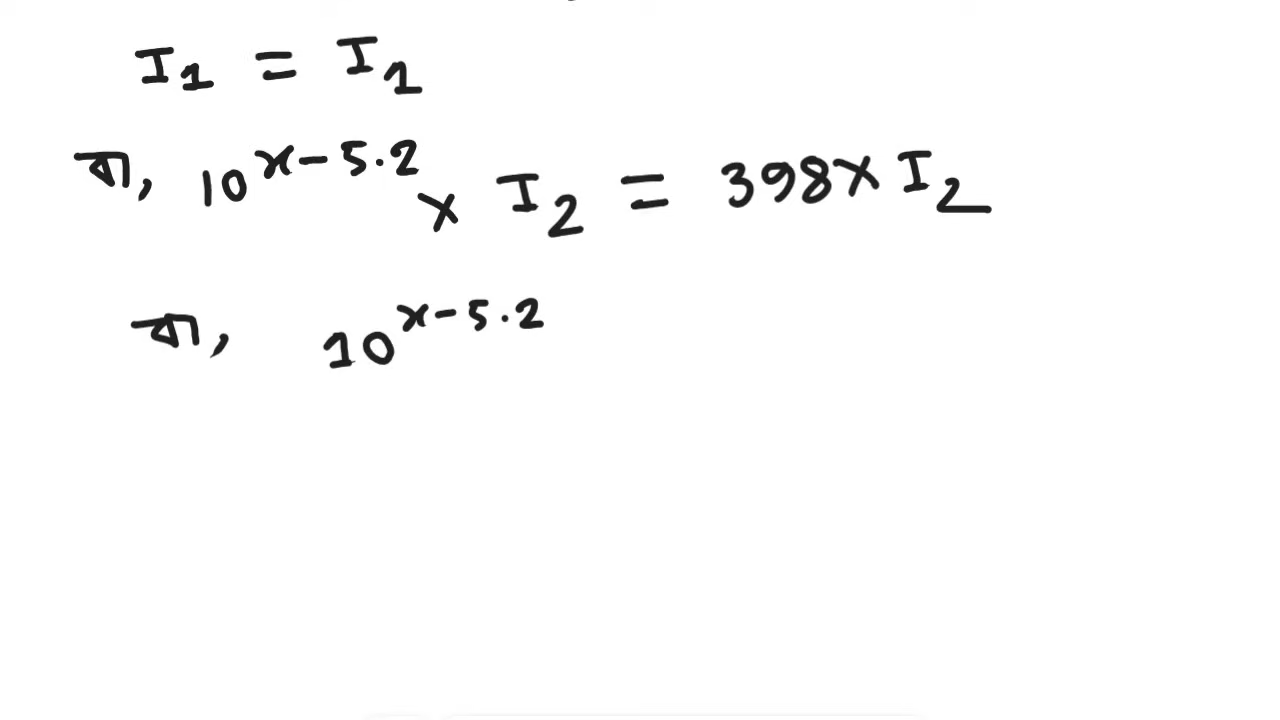 I₁ = I₁
বা, 10^(x-5.2) × I₂ = 398 × I₂
বা, 10^(x-5.2)